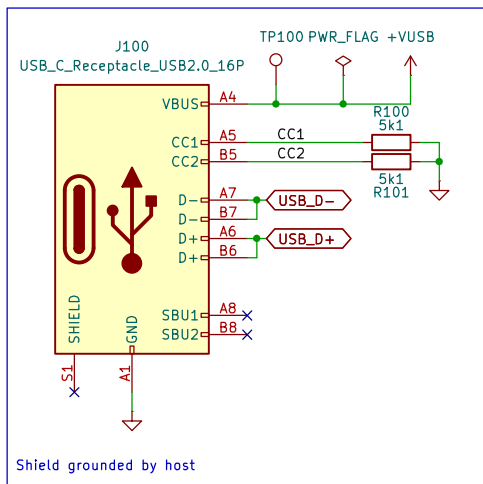 J100
USB_C_Receptacle_USB2.0_16P
TP100 PWR_FLAG +VUSB
VBUS A4
CC1 A5 CC1
CC2 B5 CC2
R100
5k1
5k1
R101
D- A7 USB_D-
D- B7
D+ A6 USB_D+
D+ B6
SBU1 A8
SBU2 B8
SHIELD
GND
S1
A1
Shield grounded by host